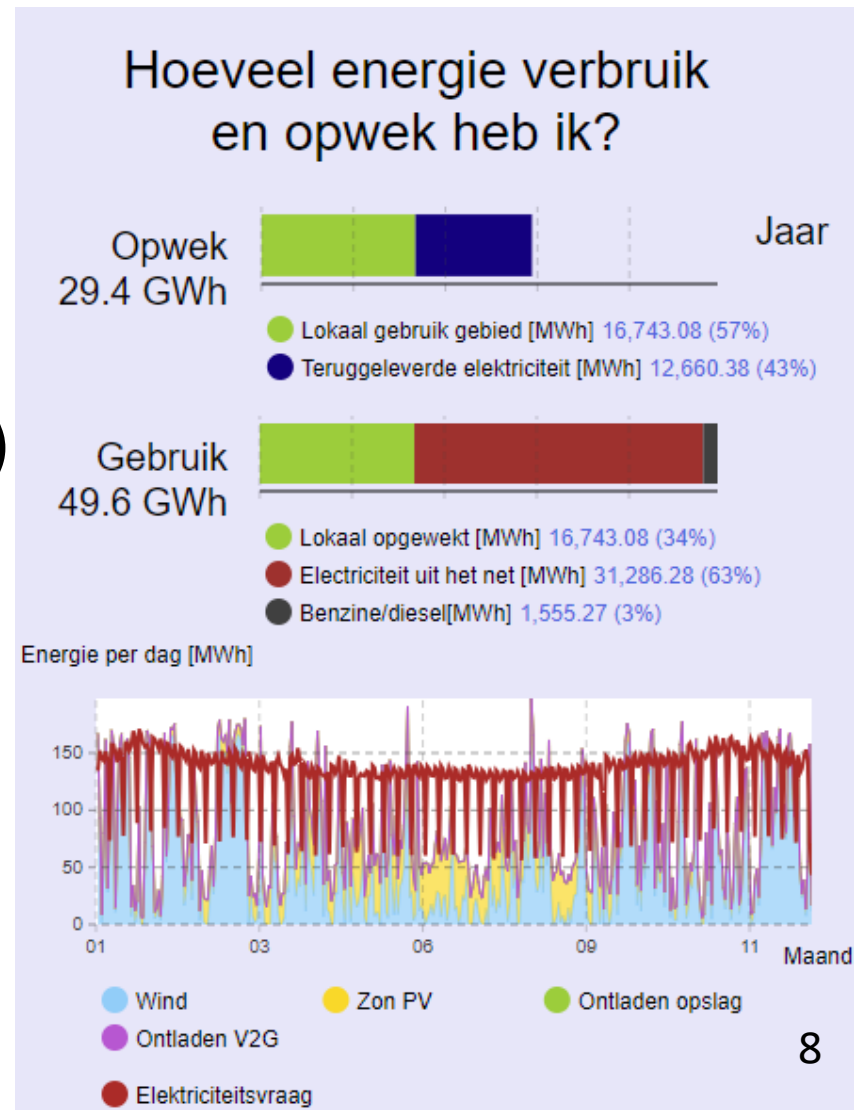 Hoeveel energie verbruik
en opwek heb ik?
Jaar
Opwek
29.4 GWh
Lokaal gebruik gebied [MWh] 16,743.08 (57%)
Teruggeleverde elektriciteit [MWh] 12,660.38 (43%)
)
Gebruik
49.6 GWh
Lokaal opgewekt [MWh] 16,743.08 (34%)
Electriciteit uit het net [MWh] 31,286.28 (63%)
Benzine/diesel[MWh] 1,555.27 (3%)
Energie per dag [MWh]
150
100
50
0
01 03 06 09 11 Maand
Wind Zon PV Ontladen opslag
Ontladen V2G
8
Elektriciteitsvraag